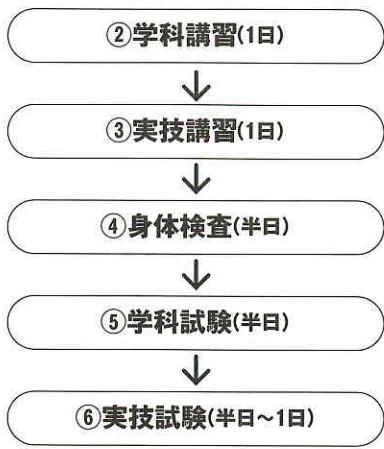 ②学科講習(1日)
③実技講習(1日)
④身体検査(半日)
⑤学科試験(半日)
⑥実技試験(半日～1日)